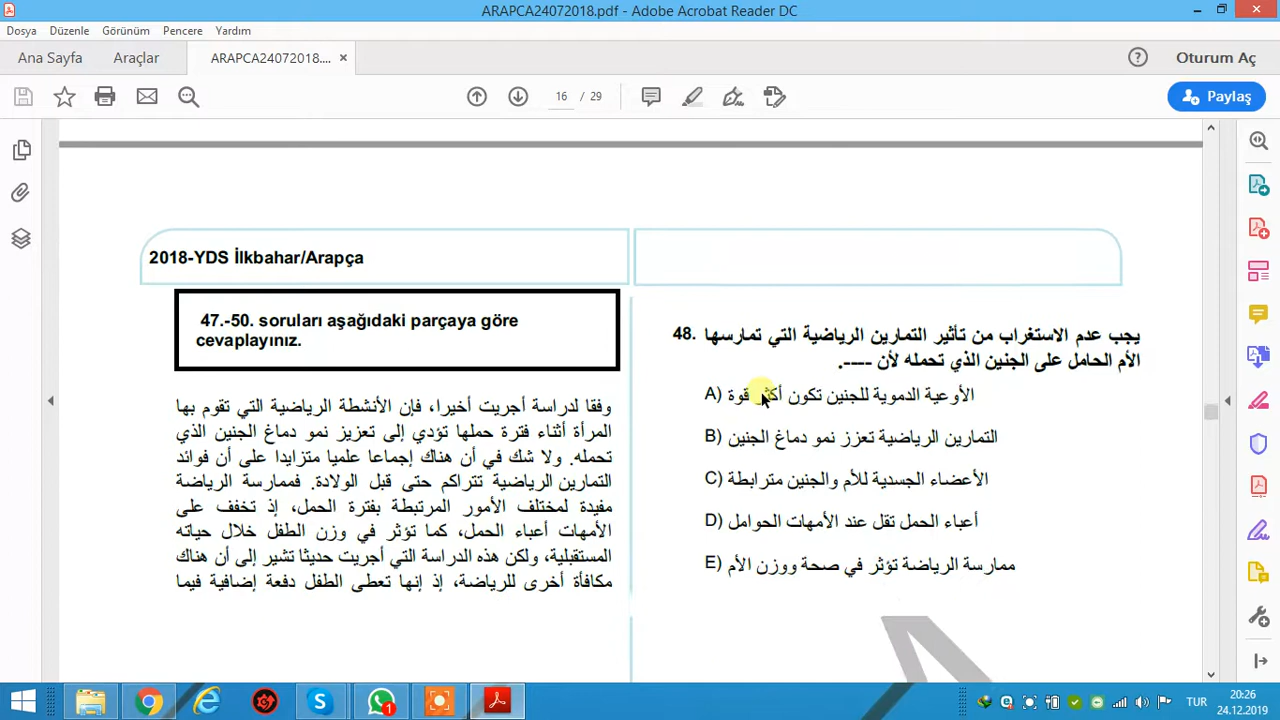 ARAPCA24072018.pdf - Adobe Acrobat Reader DC
Dosya Düzenle Görünüm Pencere Yardım
Ana Sayfa Araçlar ARAPCA24072018.... × ? Oturum Aç
16 / 29 Paylaş
2018-YDS İlkbahar/Arapça
47.-50. soruları aşağıdaki parçaya göre
cevaplayınız.
وفقا لدراسة أجريت أخيرا، فإن الأنشطة الرياضية التي تقوم بها
المرأة أثناء فترة حملها تؤدي إلى تعزيز نمو دماغ الجنين الذي
تحمله. ولا شك في أن هناك إجماعا علميا متزايدا على أن فوائد
التمارين الرياضية تتراكم حتى قبل الولادة. فممارسة الرياضة
مفيدة لمختلف الأمور المرتبطة بفترة الحمل، إذ تخفف على
الأمهات أعباء الحمل، كما تؤثر في وزن الطفل خلال حياته
المستقبلية، ولكن هذه الدراسة التي أجريت حديثا تشير إلى أن هناك
مكافأة أخرى للرياضة، إذ إنها تعطى الطفل دفعة إضافية فيما
48. يجب عدم الاستغراب من تأثير التمارين الرياضية التي تمارسها
الأم الحامل على الجنين الذي تحمله لأن ----.
A) الأوعية الدموية للجنين تكون أكثر قوة
B) التمارين الرياضية تعزز نمو دماغ الجنين
C) الأعضاء الجسدية للأم والجنين مترابطة
D) أعباء الحمل تقل عند الأمهات الحوامل
E) ممارسة الرياضة تؤثر في صحة ووزن الأم
1
TUR
20:26
24.12.2019